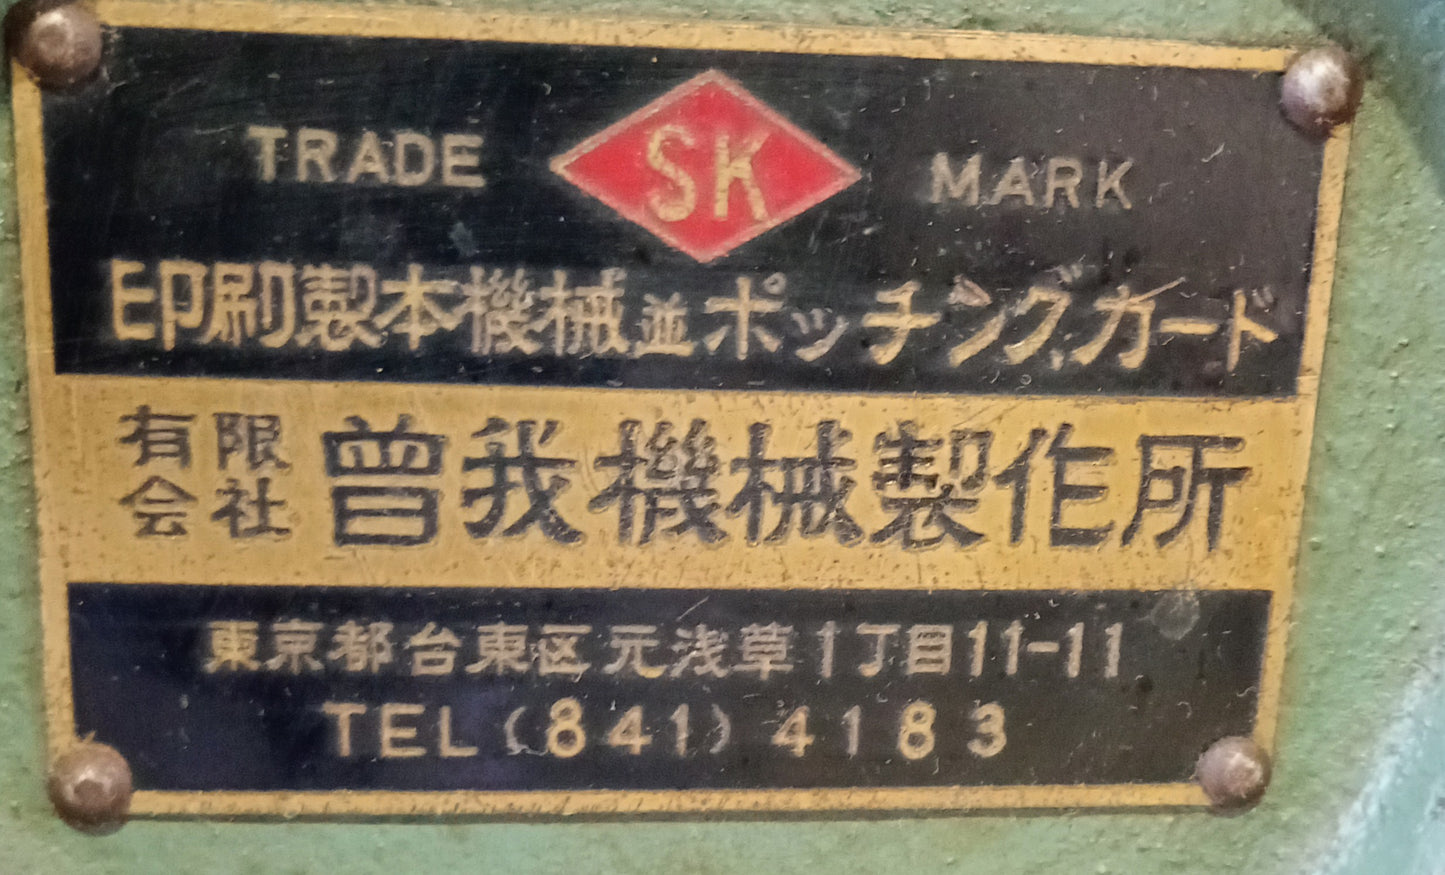 TRADE SK MARK
印刷製本機械並ポッチング、カード
有限会社 曽我機械製作所
東京都台東区元浅草1丁目11-11
TEL (841) 4183